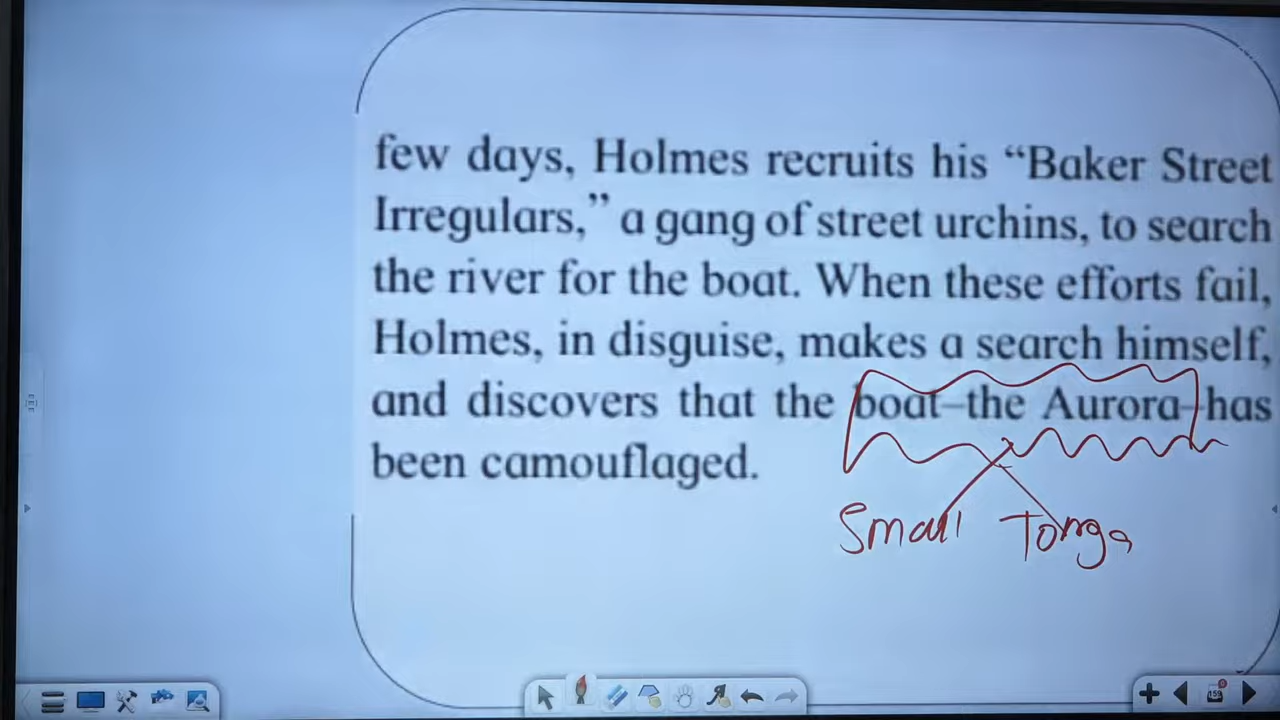 few days, Holmes recruits his “Baker Street
Irregulars,” a gang of street urchins, to search
the river for the boat. When these efforts fail,
Holmes, in disguise, makes a search himself,
and discovers that the boat–the Aurora–has
been camouflaged.
Small Tonga